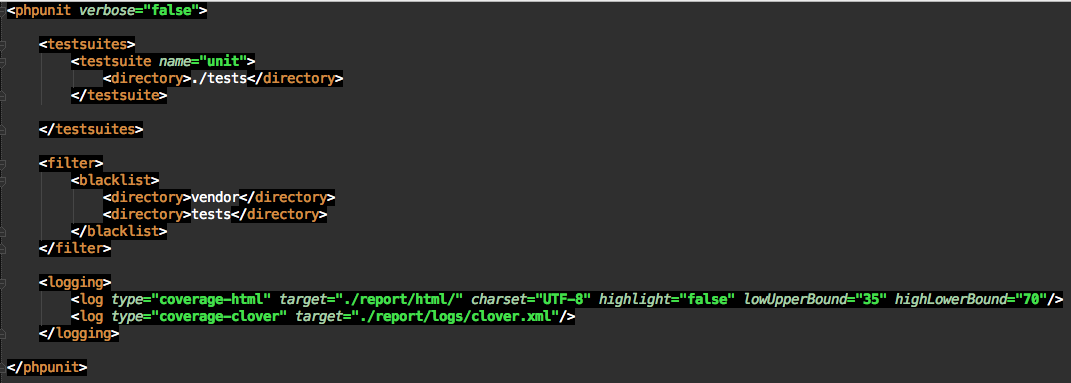 <phpunit verbose="false">
<testsuites>
<testsuite name="unit">
<directory>./tests</directory>
</testsuite>
</testsuites>
<filter>
<blacklist>
<directory>vendor</directory>
<directory>tests</directory>
</blacklist>
</filter>
<logging>
<log type="coverage-html" target="./report/html/" charset="UTF-8" highlight="false" lowUpperBound="35" highLowerBound="70"/>
<log type="coverage-clover" target="./report/logs/clover.xml"/>
</logging>
</phpunit>